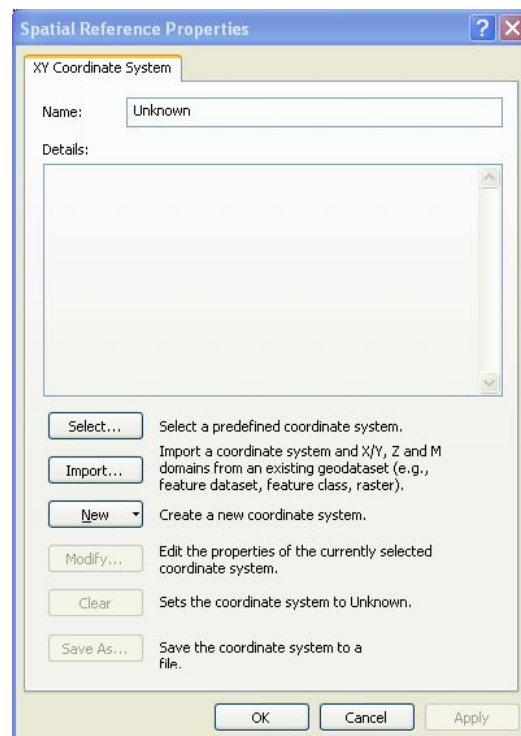 Spatial Reference Properties
XY Coordinate System
Name: Unknown
Details:
Select... Select a predefined coordinate system.
Import... Import a coordinate system and X/Y, Z and M
domains from an existing geodataset (e.g.,
feature dataset, feature class, raster).
New Create a new coordinate system.
Modify... Edit the properties of the currently selected
coordinate system.
Clear Sets the coordinate system to Unknown.
Save As... Save the coordinate system to a
file.
OK Cancel Apply